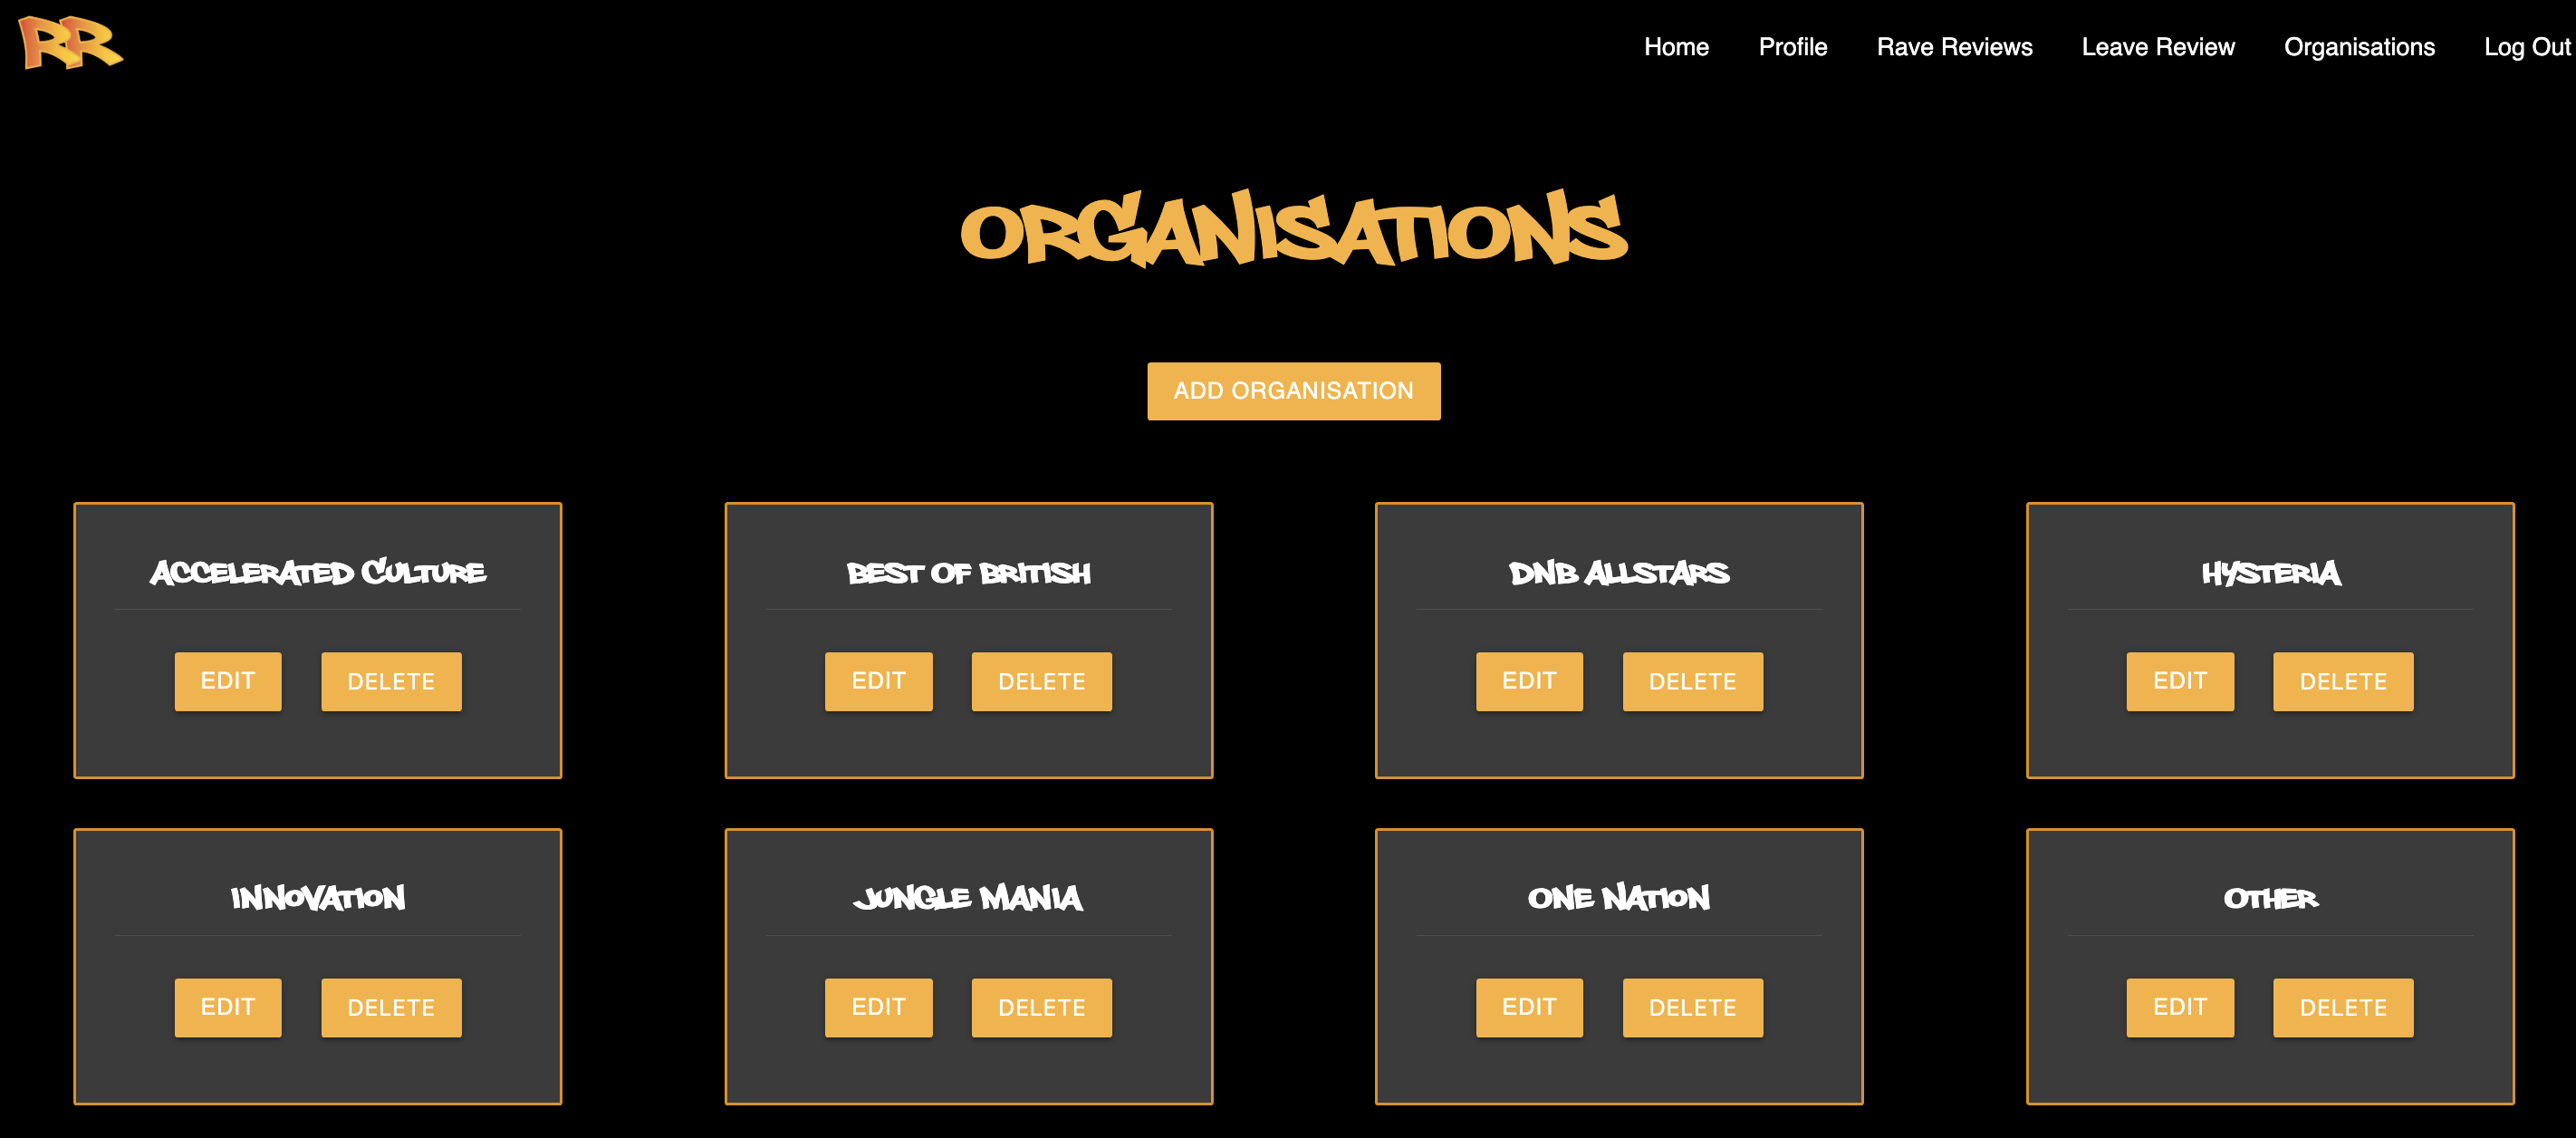 RR
Home Profile Rave Reviews Leave Review Organisations Log Out
ORGANISATIONS
ADD ORGANISATION
ACCELERATED CULTURE
EDIT DELETE
BEST OF BRITISH
EDIT DELETE
DNB ALLSTARS
EDIT DELETE
HYSTERIA
EDIT DELETE
INNOVATION
EDIT DELETE
JUNGLE MANIA
EDIT DELETE
ONE NATION
EDIT DELETE
OTHER
EDIT DELETE